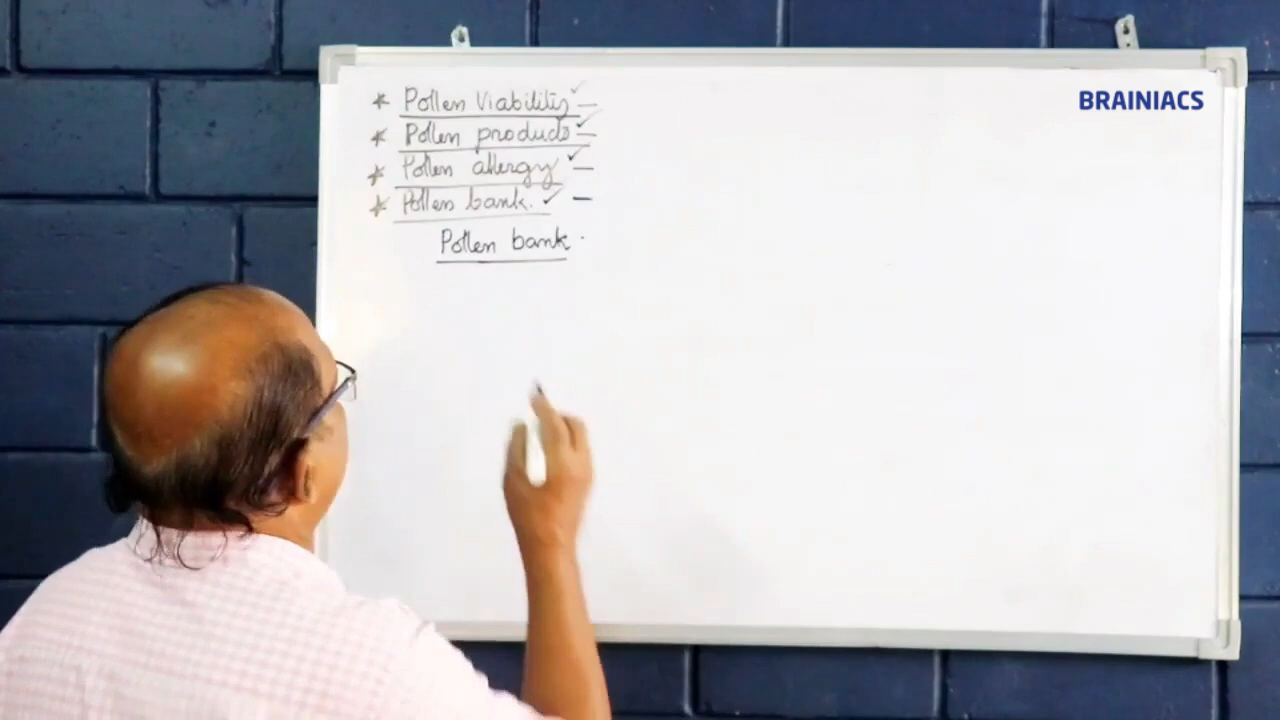 BRAINIACS
* Pollen Viability ✓ —
* Pollen products ✓ —
* Pollen allergy ✓ —
* Pollen bank. ✓ —
Pollen bank.